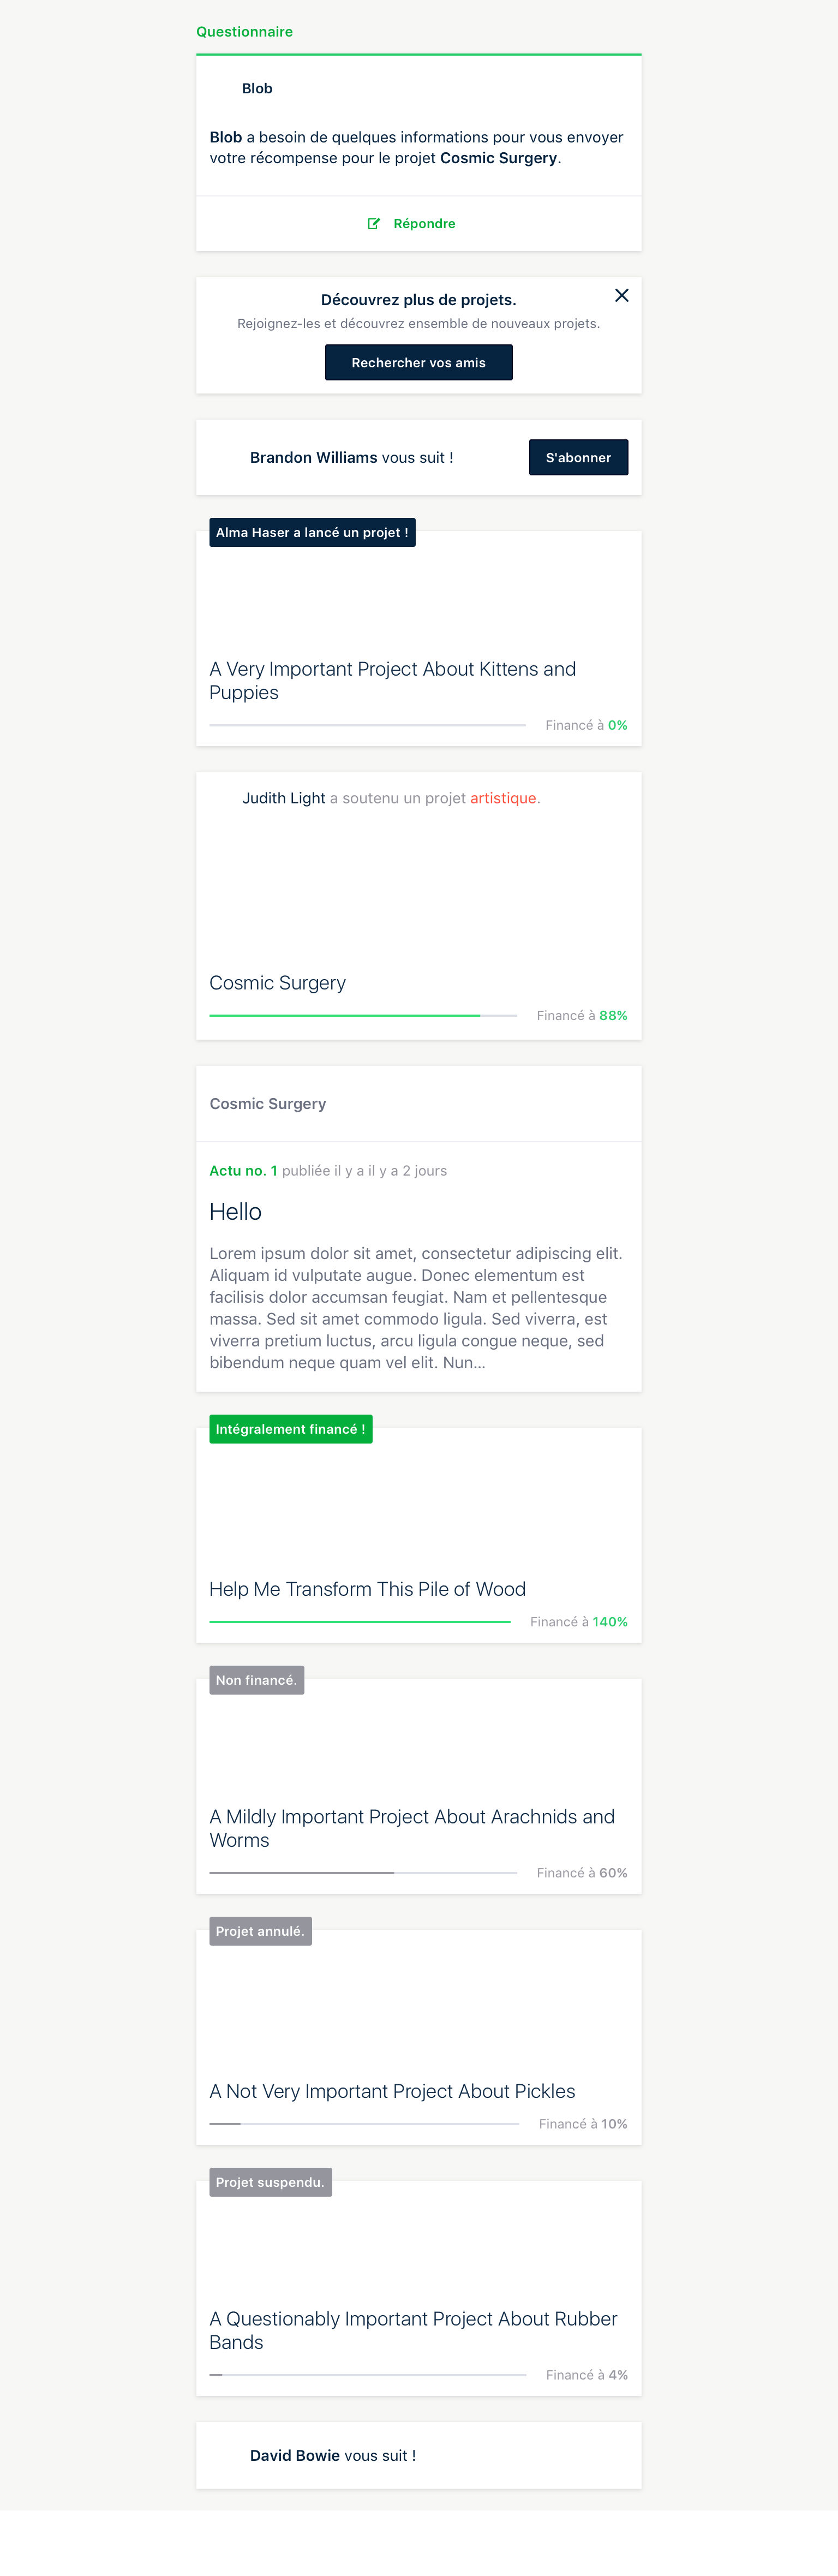 Questionnaire
Blob
Blob a besoin de quelques informations pour vous envoyer
votre récompense pour le projet Cosmic Surgery.
Répondre
Découvrez plus de projets.
Rejoignez-les et découvrez ensemble de nouveaux projets.
Rechercher vos amis
Brandon Williams vous suit !
S'abonner
Alma Haser a lancé un projet !
A Very Important Project About Kittens and
Puppies
Financé à 0%
Judith Light a soutenu un projet artistique.
Cosmic Surgery
Financé à 88%
Cosmic Surgery
Actu no. 1 publiée il y a il y a 2 jours
Hello
Lorem ipsum dolor sit amet, consectetur adipiscing elit.
Aliquam id vulputate augue. Donec elementum est
facilisis dolor accumsan feugiat. Nam et pellentesque
massa. Sed sit amet commodo ligula. Sed viverra, est
viverra pretium luctus, arcu ligula congue neque, sed
bibendum neque quam vel elit. Nun...
Intégralement financé !
Help Me Transform This Pile of Wood
Financé à 140%
Non financé.
A Mildly Important Project About Arachnids and
Worms
Financé à 60%
Projet annulé.
A Not Very Important Project About Pickles
Financé à 10%
Projet suspendu.
A Questionably Important Project About Rubber
Bands
Financé à 4%
David Bowie vous suit !